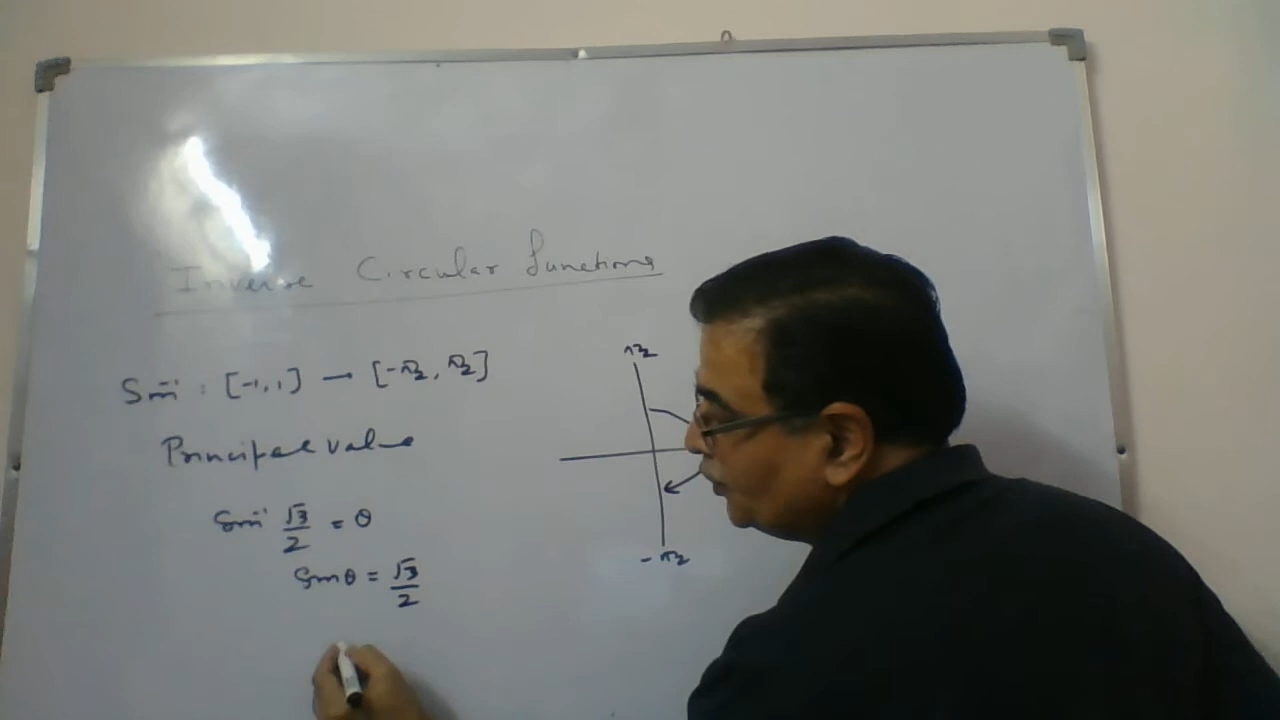 Inverse Circular functions
Sin⁻¹ : [-1, 1] → [-π/2, π/2]
Principal value
Sin⁻¹ √3/2 = θ
Sinθ = √3/2
π/2
-π/2